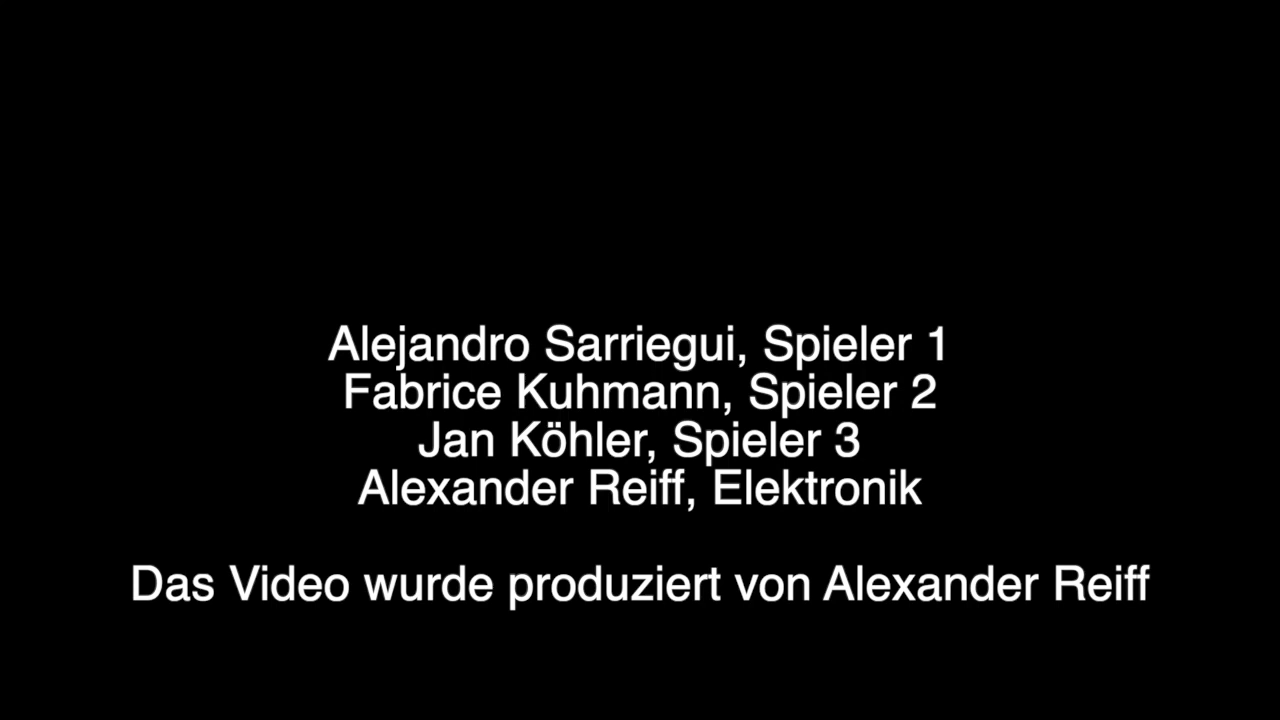 Alejandro Sarriegui, Spieler 1
Fabrice Kuhmann, Spieler 2
Jan Köhler, Spieler 3
Alexander Reiff, Elektronik
Das Video wurde produziert von Alexander Reiff